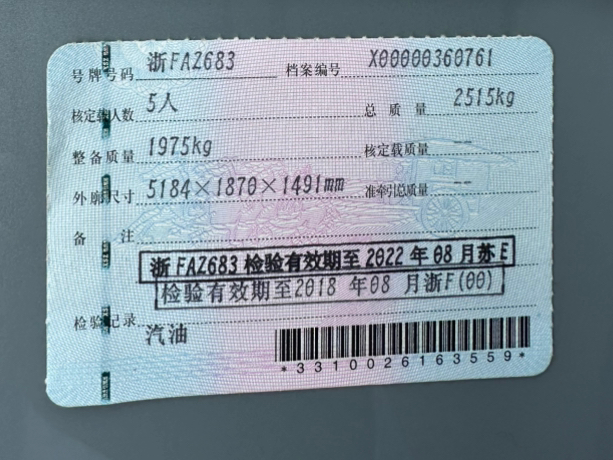 号牌号码 浙FAZ683 档案编号 X00000360761
核定载人数 5人 总质量 2515kg
整备质量 1975kg 核定载质量 --
外廓尺寸 5184×1870×1491mm 准牵引总质量 --
备注
浙FAZ683 检验有效期至2022年08月苏E
检验有效期至2018年08月浙F(00)
检验记录
汽油
*3310026163559*